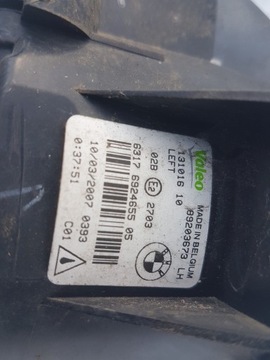 Valeo
MADE IN BELGIUM
131016 10 89203673 LH
LEFT
02B E2 2703
6317 6924655 05
10/03/2007 0393
0:37:51 C01